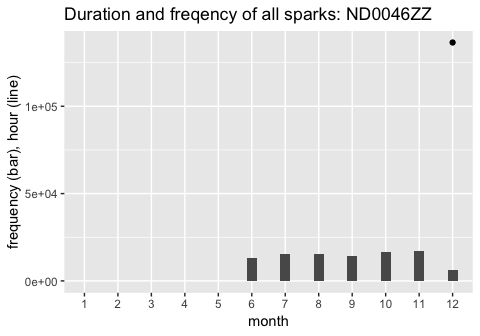 Duration and freqency of all sparks: ND0046ZZ
frequency (bar), hour (line)
1e+05
5e+04
0e+00
1 2 3 4 5 6 7 8 9 10 11 12
month